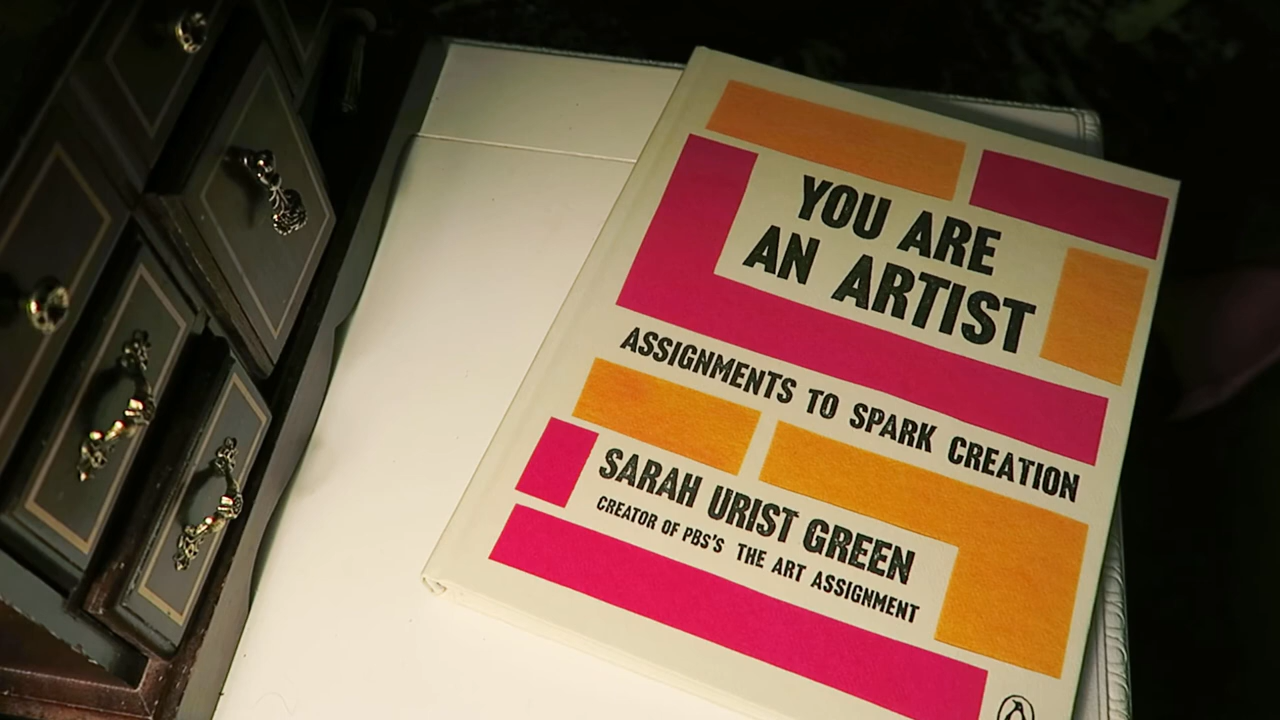 YOU ARE
AN ARTIST
ASSIGNMENTS TO SPARK CREATION
SARAH URIST GREEN
CREATOR OF PBS'S THE ART ASSIGNMENT